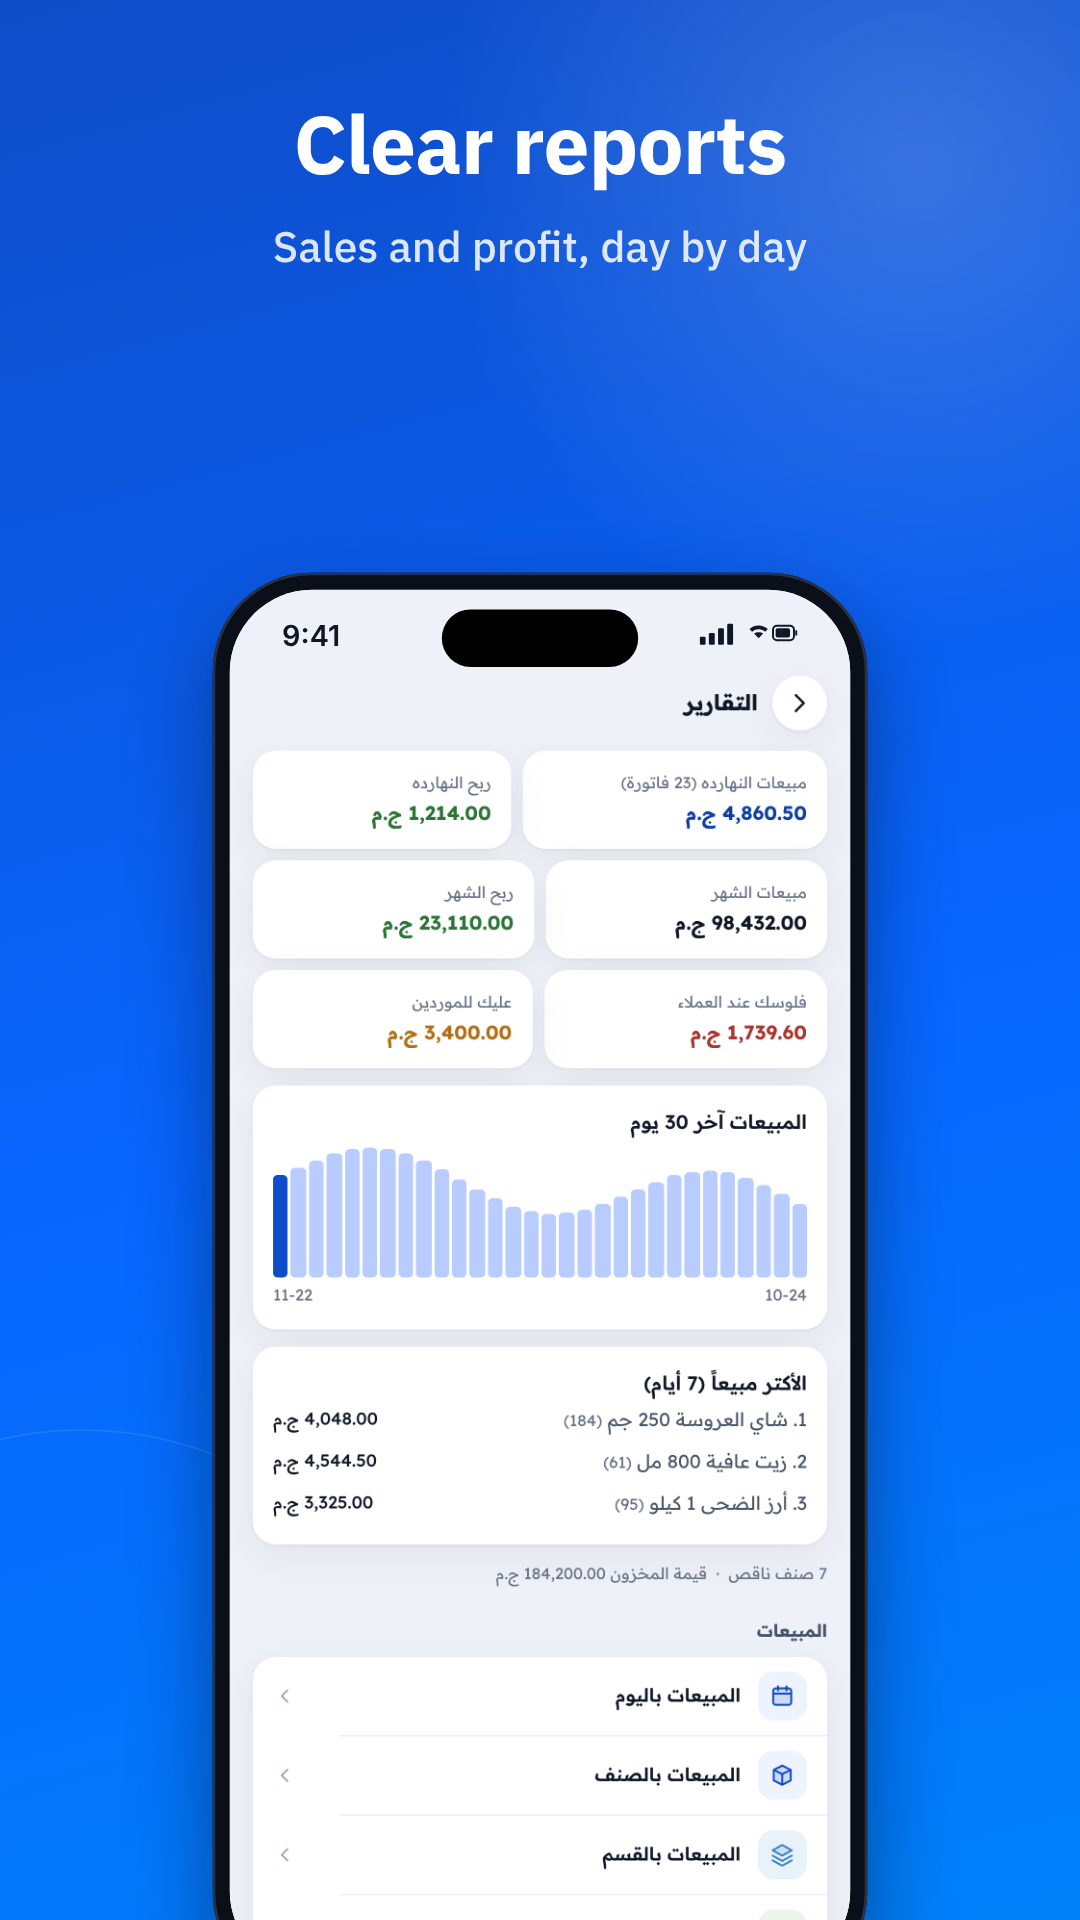 Clear reports
Sales and profit, day by day
9:41
التقارير
مبيعات النهارده (23 فاتورة)
4,860.50 ج.م
ربح النهارده
1,214.00 ج.م
مبيعات الشهر
98,432.00 ج.م
ربح الشهر
23,110.00 ج.م
فلوسك عند العملاء
1,739.60 ج.م
عليك للموردين
3,400.00 ج.م
المبيعات آخر 30 يوم
10-24
11-22
الأكتر مبيعاً (7 أيام)
1. شاي العروسة 250 جم (184) 4,048.00 ج.م
2. زيت عافية 800 مل (61) 4,544.50 ج.م
3. أرز الضحى 1 كيلو (95) 3,325.00 ج.م
7 صنف ناقص · قيمة المخزون 184,200.00 ج.م
المبيعات
المبيعات باليوم
المبيعات بالصنف
المبيعات بالقسم